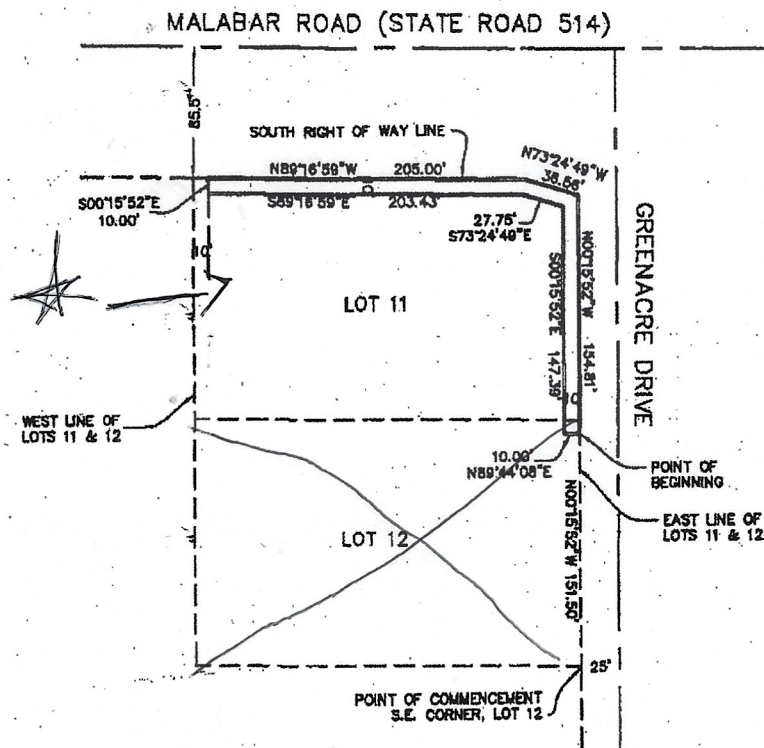 MALABAR ROAD (STATE ROAD 514)
85.5'
SOUTH RIGHT OF WAY LINE
N89°16'59"W 205.00'
N73°24'49"W
38.56'
S00°15'52"E
10.00'
S89°16'59"E 203.43'
27.75'
S73°24'49"E
10'
LOT 11
S00°15'52"E 147.39'
N00°15'52"W 154.81'
GREENACRE DRIVE
10'
WEST LINE OF
LOTS 11 & 12
10.00'
N89°44'08"E
POINT OF
BEGINNING
N00°15'52"W 151.50'
EAST LINE OF
LOTS 11 & 12
LOT 12
25'
POINT OF COMMENCEMENT
S.E. CORNER, LOT 12